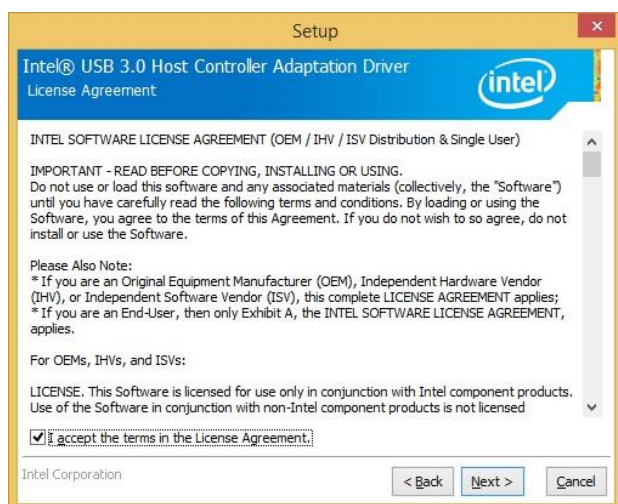 Setup
Intel® USB 3.0 Host Controller Adaptation Driver
License Agreement
intel
INTEL SOFTWARE LICENSE AGREEMENT (OEM / IHV / ISV Distribution & Single User)
IMPORTANT - READ BEFORE COPYING, INSTALLING OR USING.
Do not use or load this software and any associated materials (collectively, the "Software")
until you have carefully read the following terms and conditions. By loading or using the
Software, you agree to the terms of this Agreement. If you do not wish to so agree, do not
install or use the Software.
Please Also Note:
* If you are an Original Equipment Manufacturer (OEM), Independent Hardware Vendor
(IHV), or Independent Software Vendor (ISV), this complete LICENSE AGREEMENT applies;
* If you are an End-User, then only Exhibit A, the INTEL SOFTWARE LICENSE AGREEMENT,
applies.
For OEMs, IHVs, and ISVs:
LICENSE. This Software is licensed for use only in conjunction with Intel component products.
Use of the Software in conjunction with non-Intel component products is not licensed
I accept the terms in the License Agreement.
Intel Corporation
< Back
Next >
Cancel